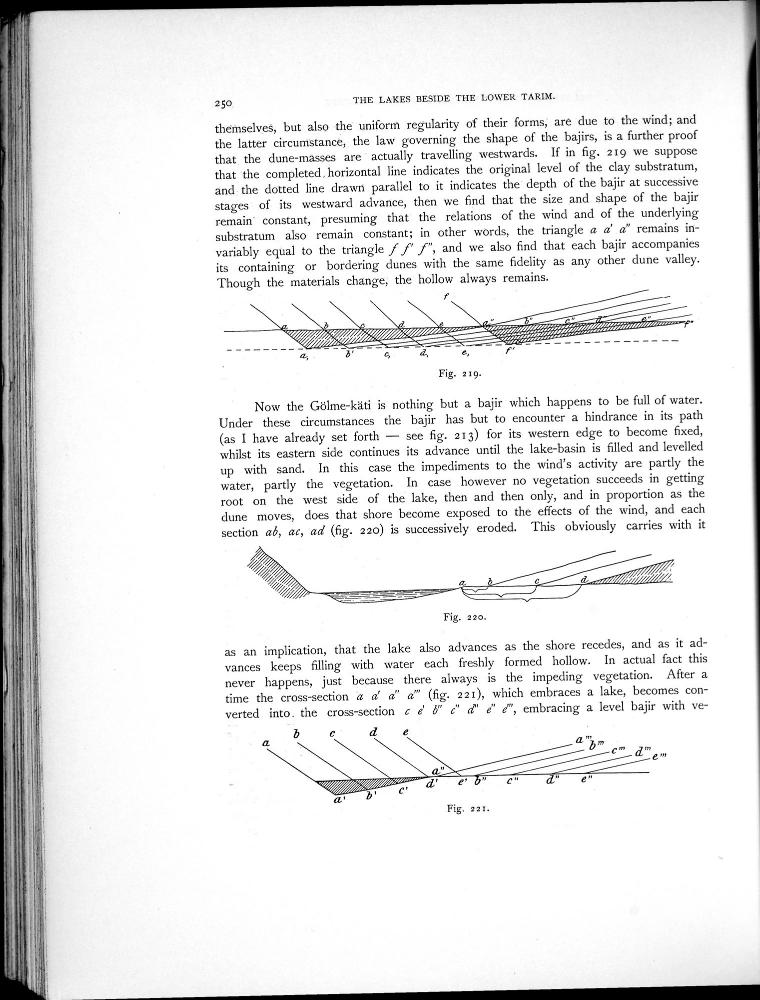 250 THE LAKES BESIDE THE LOWER TARIM.
themselves, but also the uniform regularity of their forms, are due to the wind; and
the latter circumstance, the law governing the shape of the bajirs, is a further proof
that the dune-masses are actually travelling westwards. If in fig. 219 we suppose
that the completed horizontal line indicates the original level of the clay substratum,
and the dotted line drawn parallel to it indicates the depth of the bajir at successive
stages of its westward advance, then we find that the size and shape of the bajir
remain constant, presuming that the relations of the wind and of the underlying
substratum also remain constant; in other words, the triangle a a' a" remains in-
variably equal to the triangle f f' f", and we also find that each bajir accompanies
its containing or bordering dunes with the same fidelity as any other dune valley.
Though the materials change, the hollow always remains.
f
a b c d e a" b" c" d" e" f"
a, b' c, d, e, f'
Fig. 219.
Now the Gölme-käti is nothing but a bajir which happens to be full of water.
Under these circumstances the bajir has but to encounter a hindrance in its path
(as I have already set forth — see fig. 213) for its western edge to become fixed,
whilst its eastern side continues its advance until the lake-basin is filled and levelled
up with sand. In this case the impediments to the wind's activity are partly the
water, partly the vegetation. In case however no vegetation succeeds in getting
root on the west side of the lake, then and then only, and in proportion as the
dune moves, does that shore become exposed to the effects of the wind, and each
section ab, ac, ad (fig. 220) is successively eroded. This obviously carries with it
a b c d
Fig. 220.
as an implication, that the lake also advances as the shore recedes, and as it ad-
vances keeps filling with water each freshly formed hollow. In actual fact this
never happens, just because there always is the impeding vegetation. After a
time the cross-section a a' a" a"' (fig. 221), which embraces a lake, becomes con-
verted into the cross-section c e' b" c" d" e" e"', embracing a level bajir with ve-
a b c d e a"' b"' c"' d"' e"'
a' b' c' d' a" e' b" c" d" e"
Fig. 221.